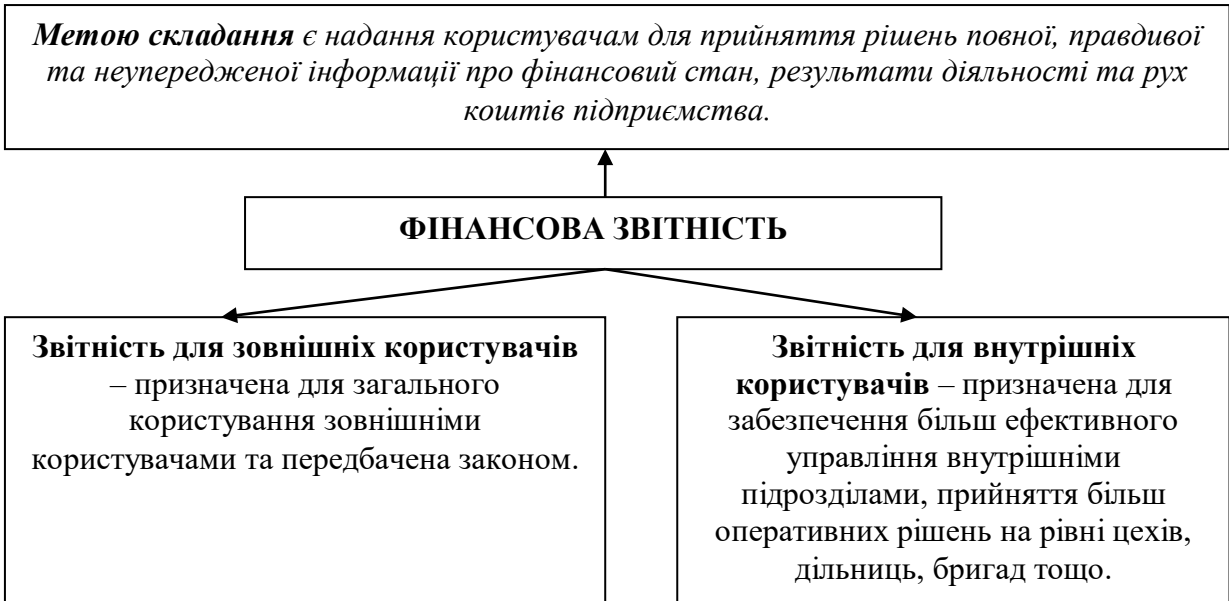 Метою складання є надання користувачам для прийняття рішень повної, правдивої
та неупередженої інформації про фінансовий стан, результати діяльності та рух
коштів підприємства.
ФІНАНСОВА ЗВІТНІСТЬ
Звітність для зовнішніх користувачів
– призначена для загального
користування зовнішніми
користувачами та передбачена законом.
Звітність для внутрішніх
користувачів – призначена для
забезпечення більш ефективного
управління внутрішніми
підрозділами, прийняття більш
оперативних рішень на рівні цехів,
дільниць, бригад тощо.